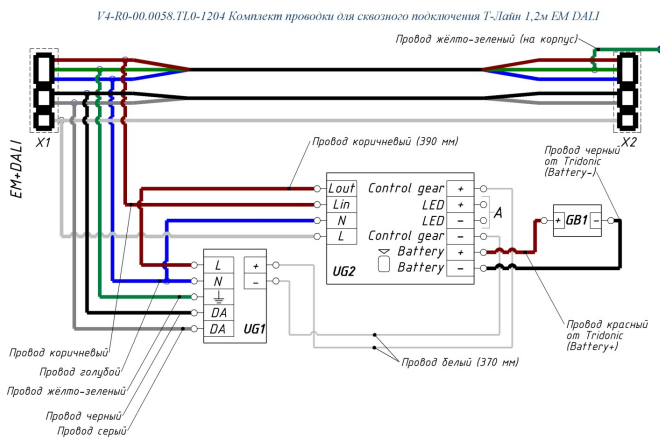 V4-R0-00.0058.TL0-1204 Комплект проводки для сквозного подключения Т-Лайн 1,2м EM DALI
Провод жёлто-зеленый (на корпус)
X1
X2
EM+DALI
Провод коричневый (390 мм)
Провод черный
от Tridonic
(Battery-)
Lout
Lin
N
L
Control gear +
LED +
LED -
Control gear -
Battery +
Battery -
A
UG2
+ GB1 -
L
N
DA
DA
+
-
UG1
Провод красный
от Tridonic
(Battery+)
Провод белый (370 мм)
Провод коричневый
Провод голубой
Провод жёлто-зеленый
Провод черный
Провод серый